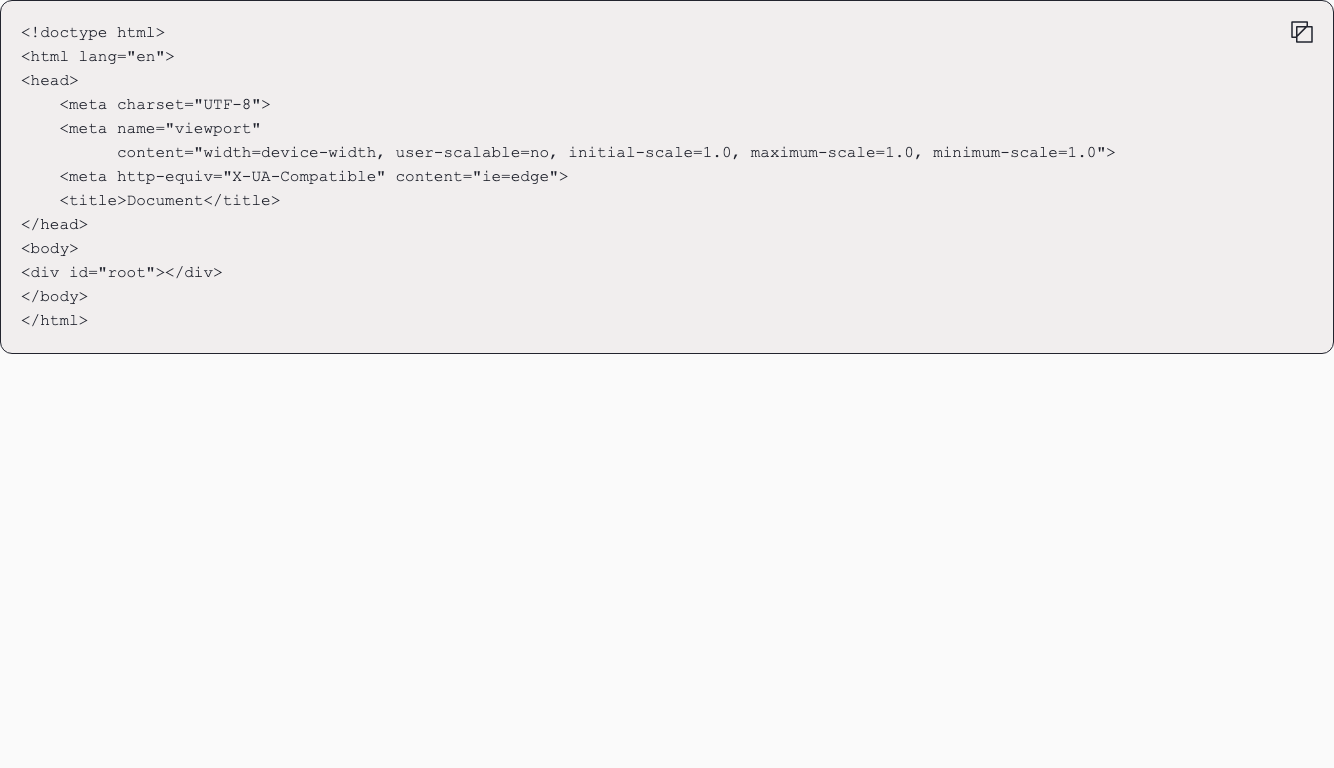 <!doctype html>
<html lang="en">
<head>
    <meta charset="UTF-8">
    <meta name="viewport"
          content="width=device-width, user-scalable=no, initial-scale=1.0, maximum-scale=1.0, minimum-scale=1.0">
    <meta http-equiv="X-UA-Compatible" content="ie=edge">
    <title>Document</title>
</head>
<body>
<div id="root"></div>
</body>
</html>